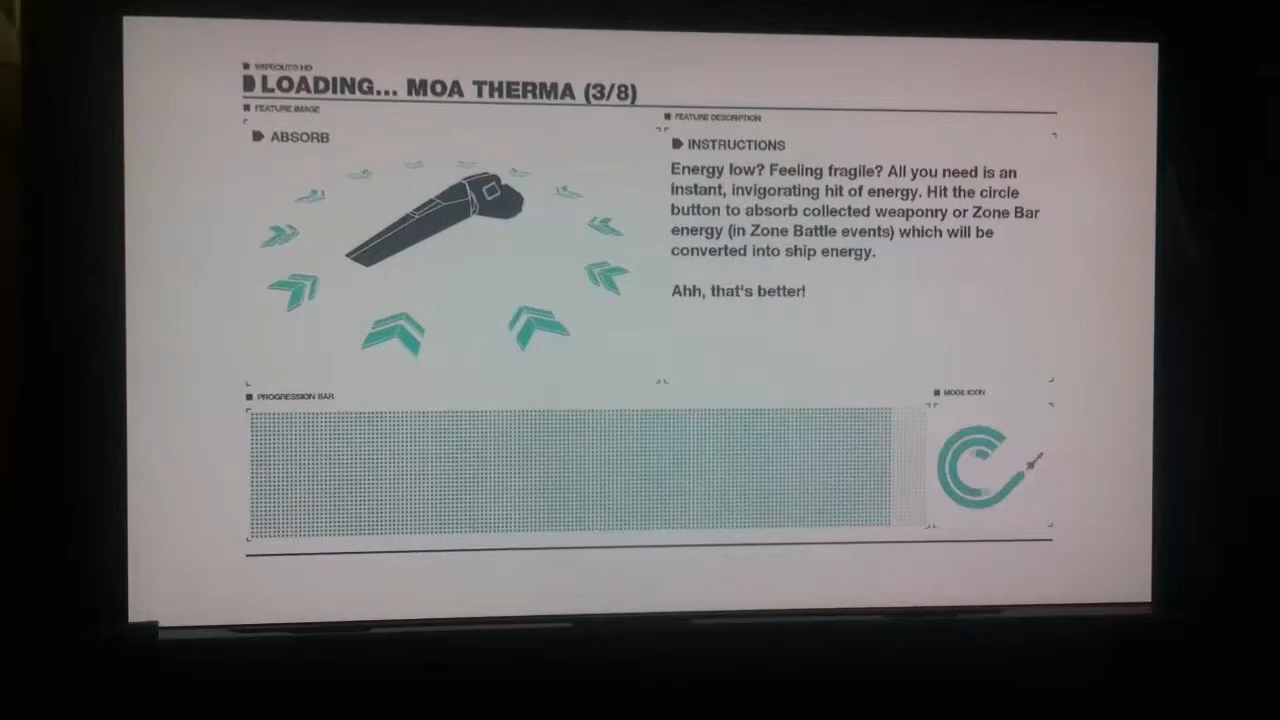 WIPEOUT® HD
LOADING... MOA THERMA (3/8)
FEATURE IMAGE
ABSORB
FEATURE DESCRIPTION
INSTRUCTIONS
Energy low? Feeling fragile? All you need is an
instant, invigorating hit of energy. Hit the circle
button to absorb collected weaponry or Zone Bar
energy (in Zone Battle events) which will be
converted into ship energy.
Ahh, that's better!
PROGRESSION BAR
MODE ICON